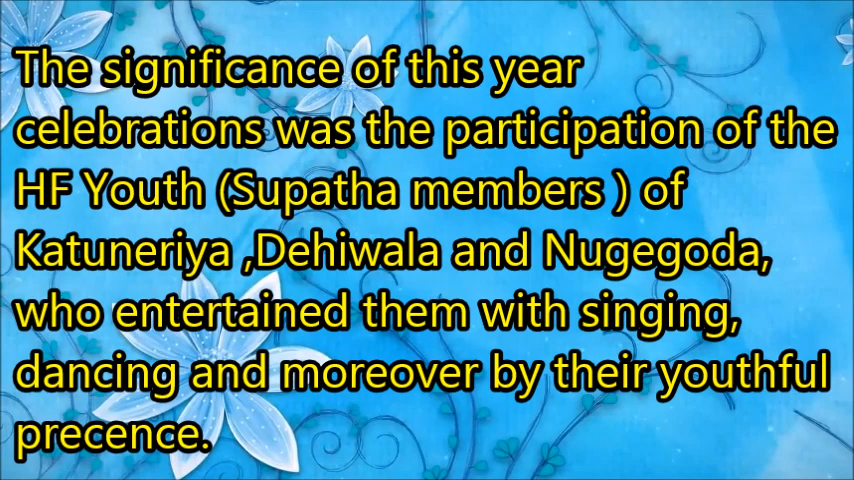 The significance of this year
celebrations was the participation of the
HF Youth (Supatha members ) of
Katuneriya ,Dehiwala and Nugegoda,
who entertained them with singing,
dancing and moreover by their youthful
precence.